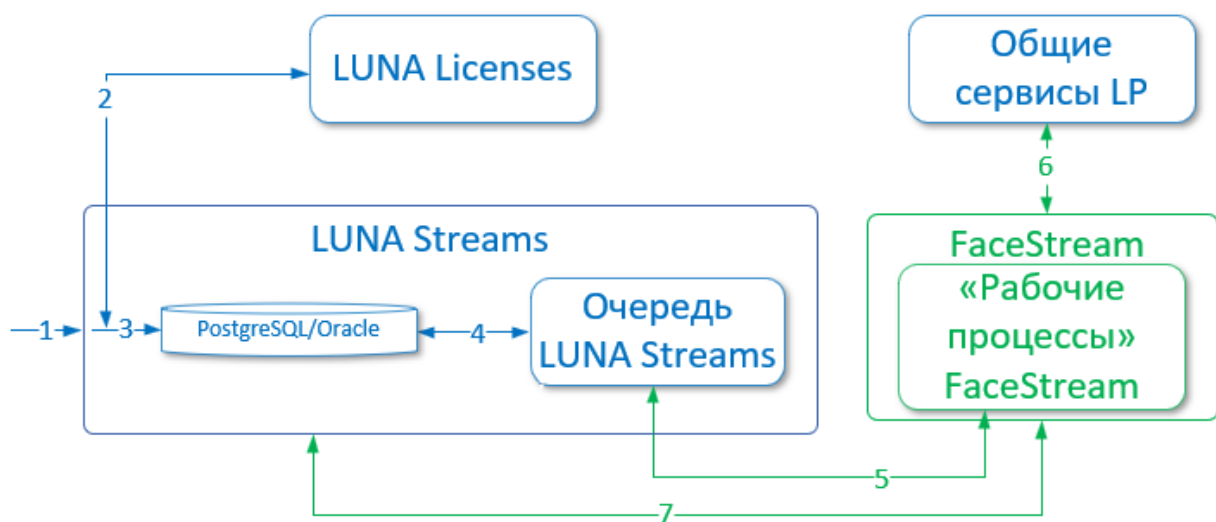 LUNA Licenses
Общие
сервисы LP
2
6
LUNA Streams
FaceStream
«Рабочие
процессы»
FaceStream
1
3
PostgreSQL/Oracle
4
Очередь
LUNA Streams
5
7